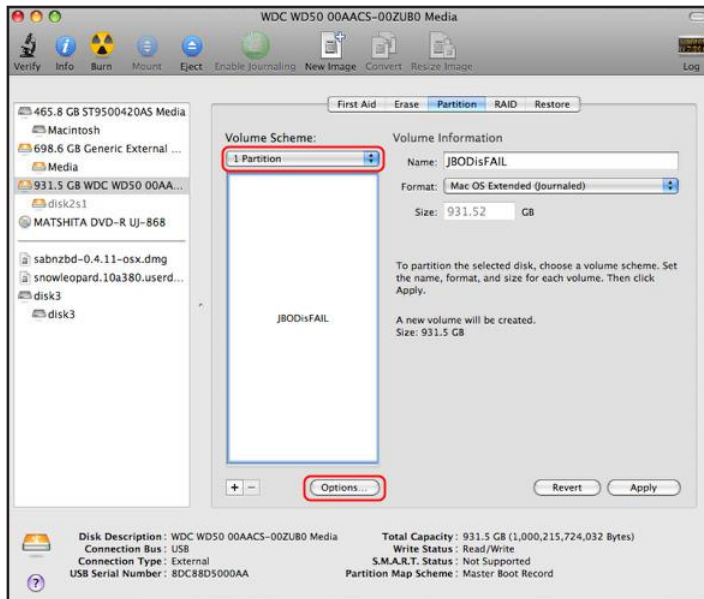 WDC WD50 00AACS-00ZUB0 Media
Verify Info Burn Mount Eject Enable Journaling New Image Convert Resize Image Log
465.8 GB ST9500420AS Media
Macintosh
698.6 GB Generic External ...
Media
931.5 GB WDC WD50 00AA...
disk2s1
MATSHITA DVD-R UJ-868
sabnzbd-0.4.11-osx.dmg
snowleopard.10a380.userd...
disk3
disk3
First Aid Erase Partition RAID Restore
Volume Scheme:
1 Partition
JBODisFAIL
+ -
Options...
Volume Information
Name: JBODisFAIL
Format: Mac OS Extended (Journaled)
Size: 931.52 GB
To partition the selected disk, choose a volume scheme. Set
the name, format, and size for each volume. Then click
Apply.
A new volume will be created.
Size: 931.5 GB
Revert Apply
Disk Description : WDC WD50 00AACS-00ZUB0 Media
Connection Bus : USB
Connection Type : External
USB Serial Number : 8DC88D5000AA
Total Capacity : 931.5 GB (1,000,215,724,032 Bytes)
Write Status : Read/Write
S.M.A.R.T. Status : Not Supported
Partition Map Scheme : Master Boot Record
?